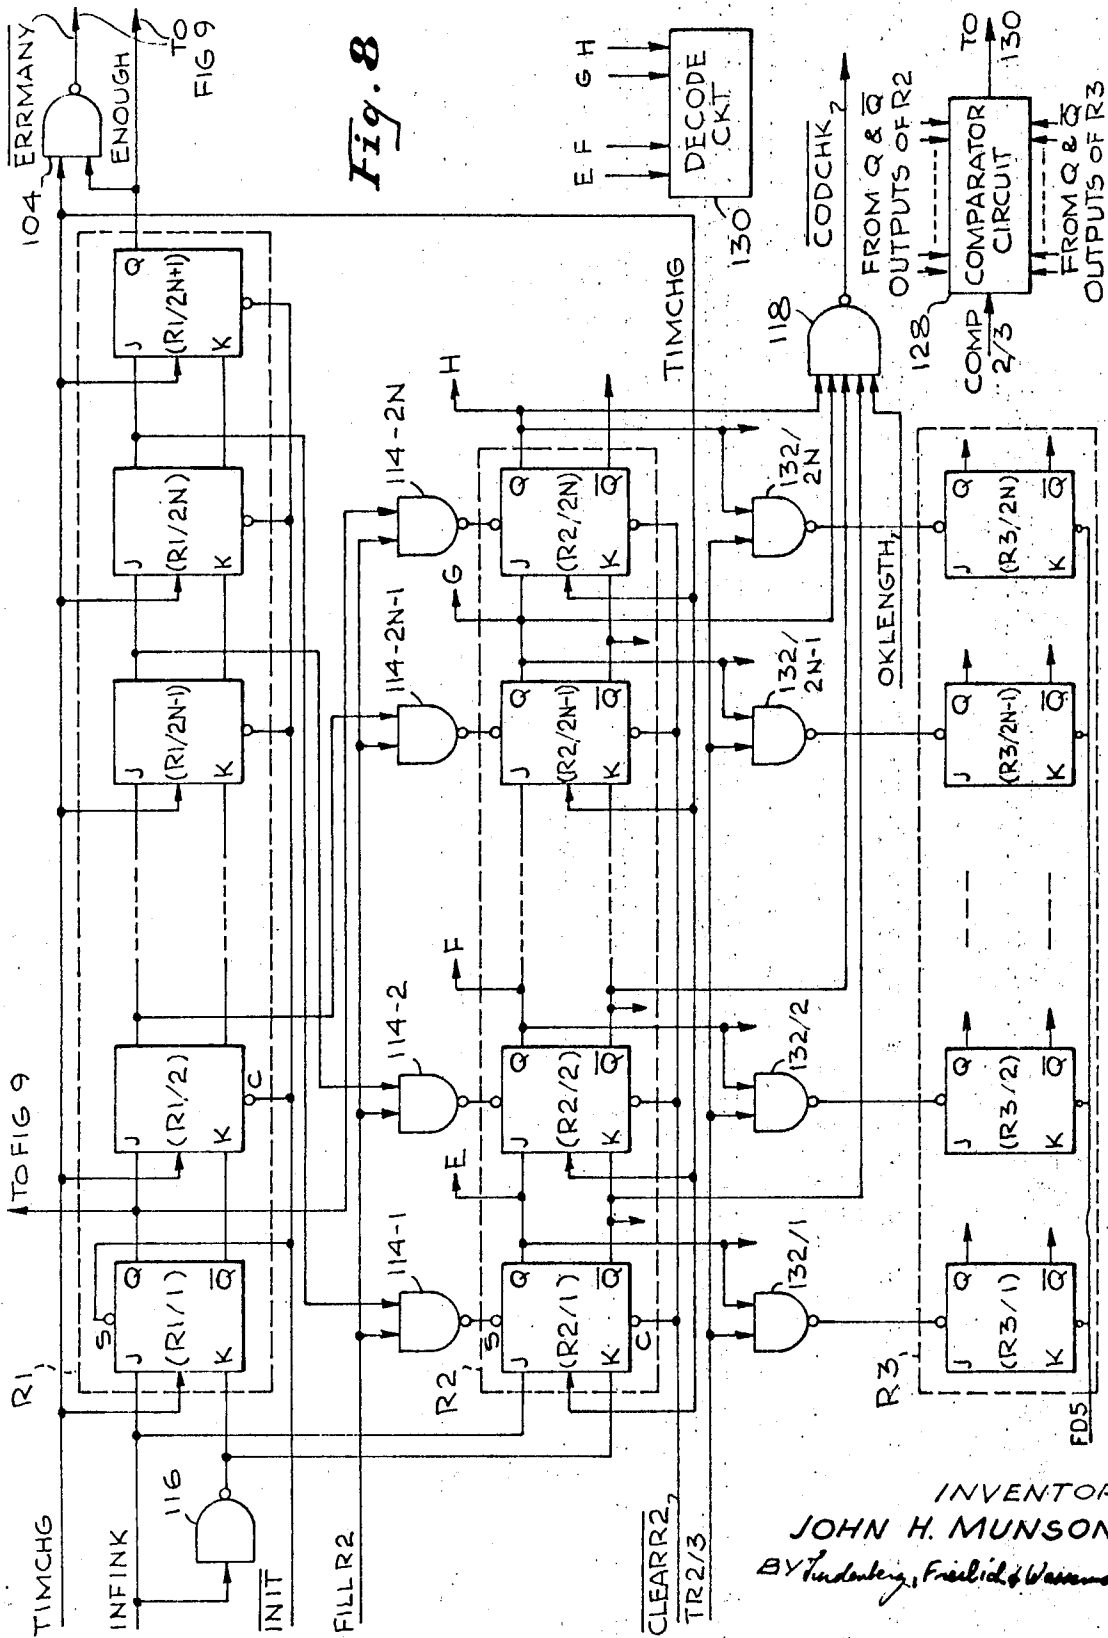 Fig. 8
TIMCHG
INFINK
116
INIT
FILLR2
CLEARR2
TR2/3
R1
S
J Q
(R1/1)
K Q
TO FIG 9
J
(R1/2)
K C
J
(R1/2N-1)
K
J
(R1/2N)
K
J Q
(R1/2N+1)
K
104
ERRMANY
ENOUGH
TO
FIG 9
114-1
114-2
114-2N-1
114-2N
R2
S
J Q
(R2/1)
K Q
C
E
J Q
(R2/2)
K Q
F
J Q
(R2/2N-1)
K Q
G
J Q
(R2/2N)
K Q
H
TIMCHG
132/1
132/2
132/
2N-1
132/
2N
R3
J Q
(R3/1)
K Q
J Q
(R3/2)
K Q
J Q
(R3/2N-1)
K Q
J Q
(R3/2N)
K Q
FD5
OKLENGTH
118
CODCHK
E F G H
DECODE
CKT
130
FROM Q & Q
OUTPUTS OF R2
128
COMP
2/3
COMPARATOR
CIRCUIT
TO
130
FROM Q & Q
OUTPUTS OF R3
INVENTOR
JOHN H. MUNSON
BY